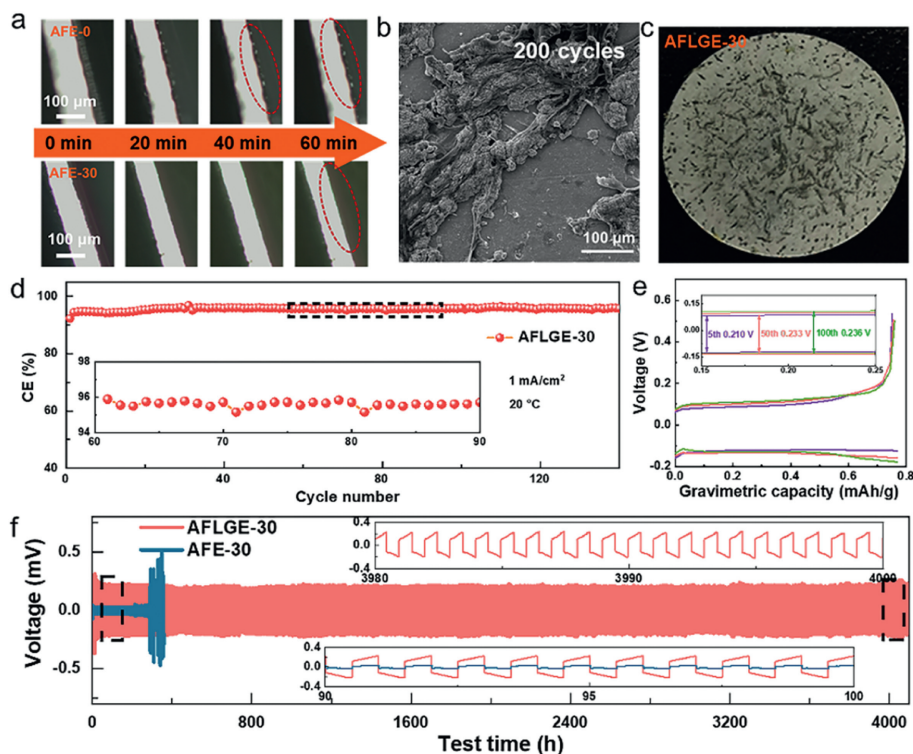 a
AFE-0
100 μm
0 min
20 min
40 min
60 min
AFE-30
100 μm
b
200 cycles
100 μm
c
AFLGE-30
d
CE (%)
100
80
60
40
AFLGE-30
1 mA/cm²
20 °C
96
94
92
60
70
80
90
0
40
80
120
Cycle number
e
Voltage (V)
0.6
0.4
0.2
0.0
-0.2
0.15
0.00
-0.15
5th 0.210 V
50th 0.233 V
100th 0.236 V
0.15
0.20
0.25
0.0
0.2
0.4
0.6
0.8
Gravimetric capacity (mAh/g)
f
Voltage (mV)
0.5
0.0
-0.5
AFLGE-30
AFE-30
0.4
0.0
-0.4
3980
3990
4000
0.4
0.0
-0.4
90
95
100
0
800
1600
2400
3200
4000
Test time (h)